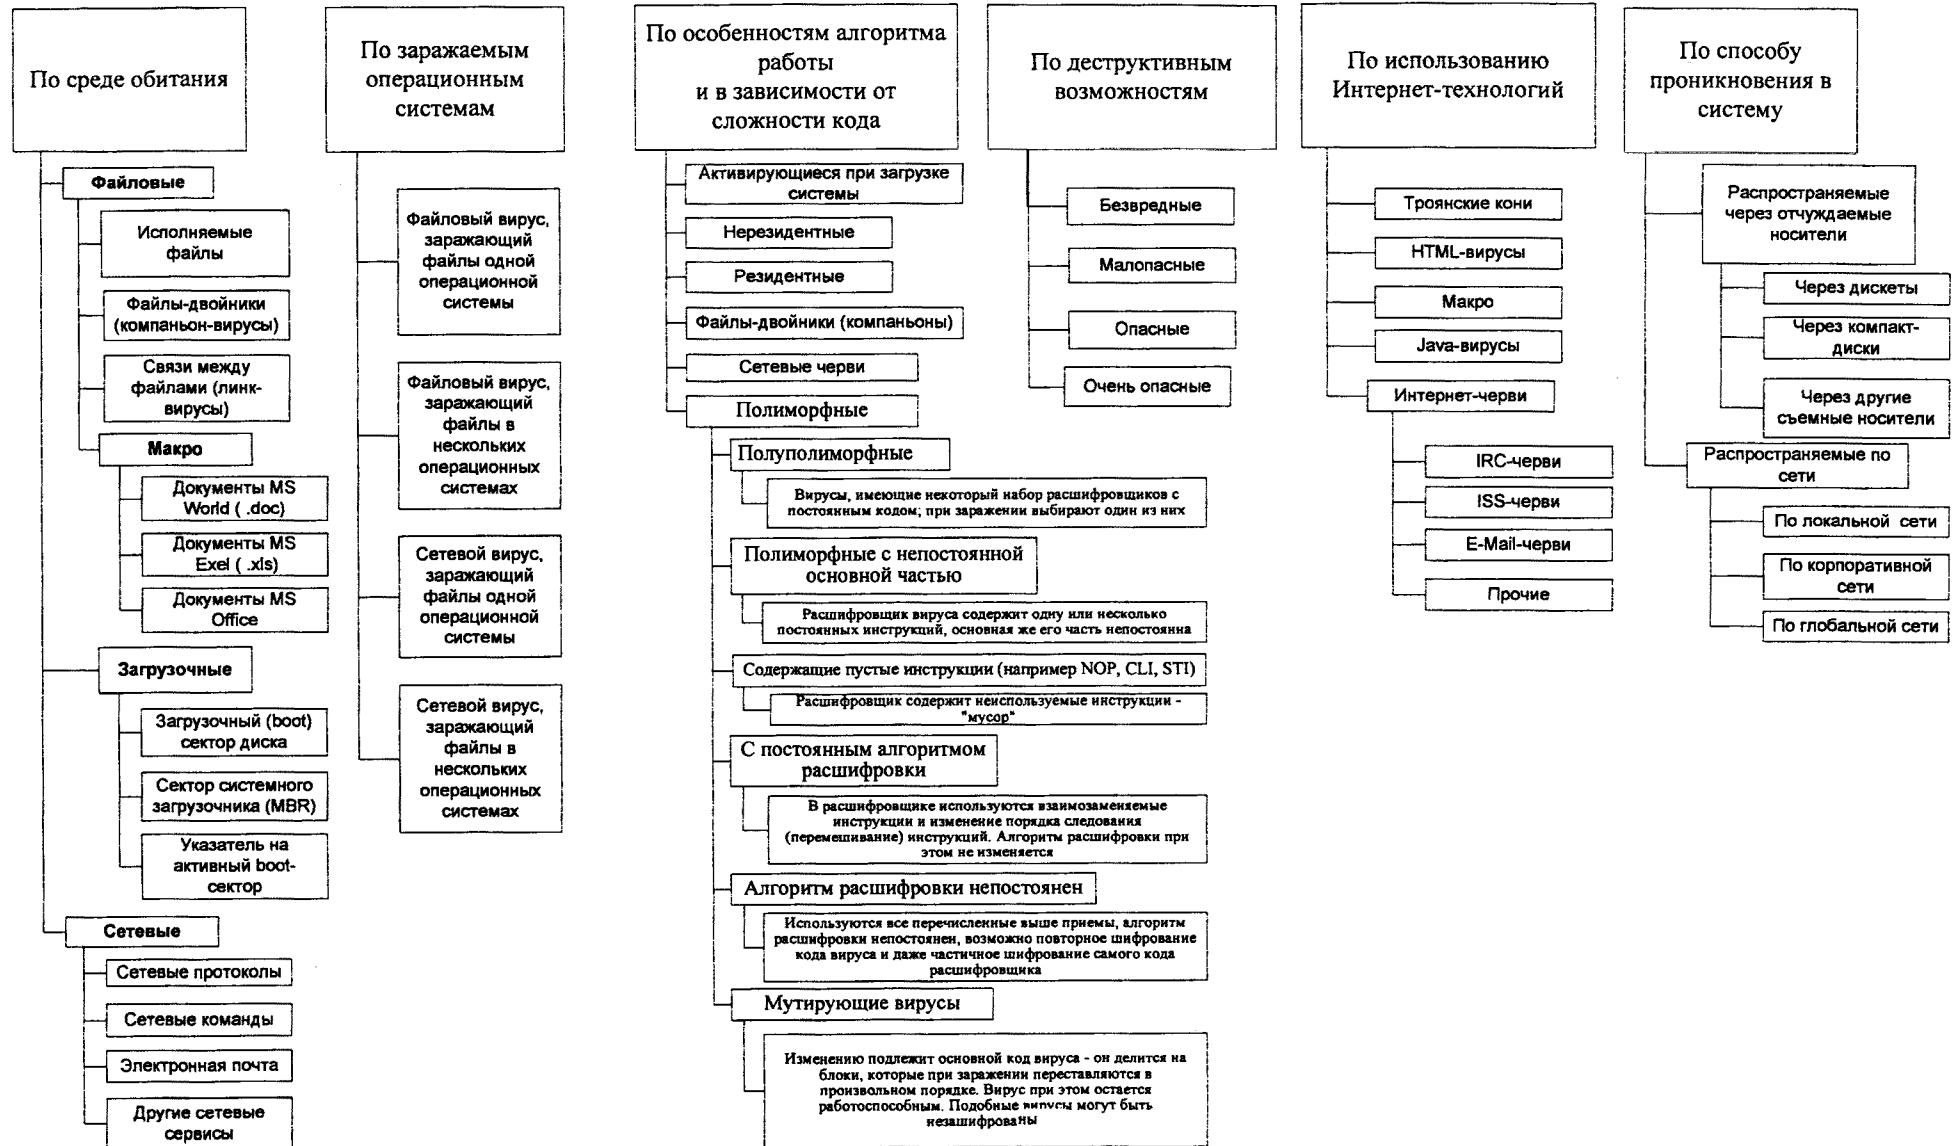 По среде обитания
Файловые
Исполняемые
файлы
Файлы-двойники
(компаньон-вирусы)
Связи между
файлами (линк-
вирусы)
Макро
Документы MS
World ( .doc)
Документы MS
Exel ( .xls)
Документы MS
Office
Загрузочные
Загрузочный (boot)
сектор диска
Сектор системного
загрузочника (MBR)
Указатель на
активный boot-
сектор
Сетевые
Сетевые протоколы
Сетевые команды
Электронная почта
Другие сетевые
сервисы
По заражаемым
операционным
системам
Файловый вирус,
заражающий
файлы одной
операционной
системы
Файловый вирус,
заражающий
файлы в
нескольких
операционных
системах
Сетевой вирус,
заражающий
файлы одной
операционной
системы
Сетевой вирус,
заражающий
файлы в
нескольких
операционных
системах
По особенностям алгоритма
работы
и в зависимости от
сложности кода
Активирующиеся при загрузке
системы
Нерезидентные
Резидентные
Файлы-двойники (компаньоны)
Сетевые черви
Полиморфные
Полуполиморфные
Вирусы, имеющие некоторый набор расшифровщиков с
постоянным кодом; при заражении выбирают один из них
Полиморфные с непостоянной
основной частью
Расшифровщик вируса содержит одну или несколько
постоянных инструкций, основная же его часть непостоянна
Содержащие пустые инструкции (например NOP, CLI, STI)
Расшифровщик содержит неиспользуемые инструкции -
"мусор"
С постоянным алгоритмом
расшифровки
В расшифровщике используются взаимозаменяемые
инструкции и изменение порядка следования
(перемешивание) инструкций. Алгоритм расшифровки при
этом не изменяется
Алгоритм расшифровки непостоянен
Используются все перечисленные выше приемы, алгоритм
расшифровки непостоянен, возможно повторное шифрование
кода вируса и даже частичное шифрование самого кода
расшифровщика
Мутирующие вирусы
Изменению подлежит основной код вируса - он делится на
блоки, которые при заражении переставляются в
произвольном порядке. Вирус при этом остается
работоспособным. Подобные вирусы могут быть
незашифрованы
По деструктивным
возможностям
Безвредные
Малопасные
Опасные
Очень опасные
По использованию
Интернет-технологий
Троянские кони
HTML-вирусы
Макро
Java-вирусы
Интернет-черви
IRC-черви
ISS-черви
E-Mail-черви
Прочие
По способу
проникновения в
систему
Распространяемые
через отчуждаемые
носители
Через дискеты
Через компакт-
диски
Через другие
съемные носители
Распространяемые по
сети
По локальной сети
По корпоративной
сети
По глобальной сети